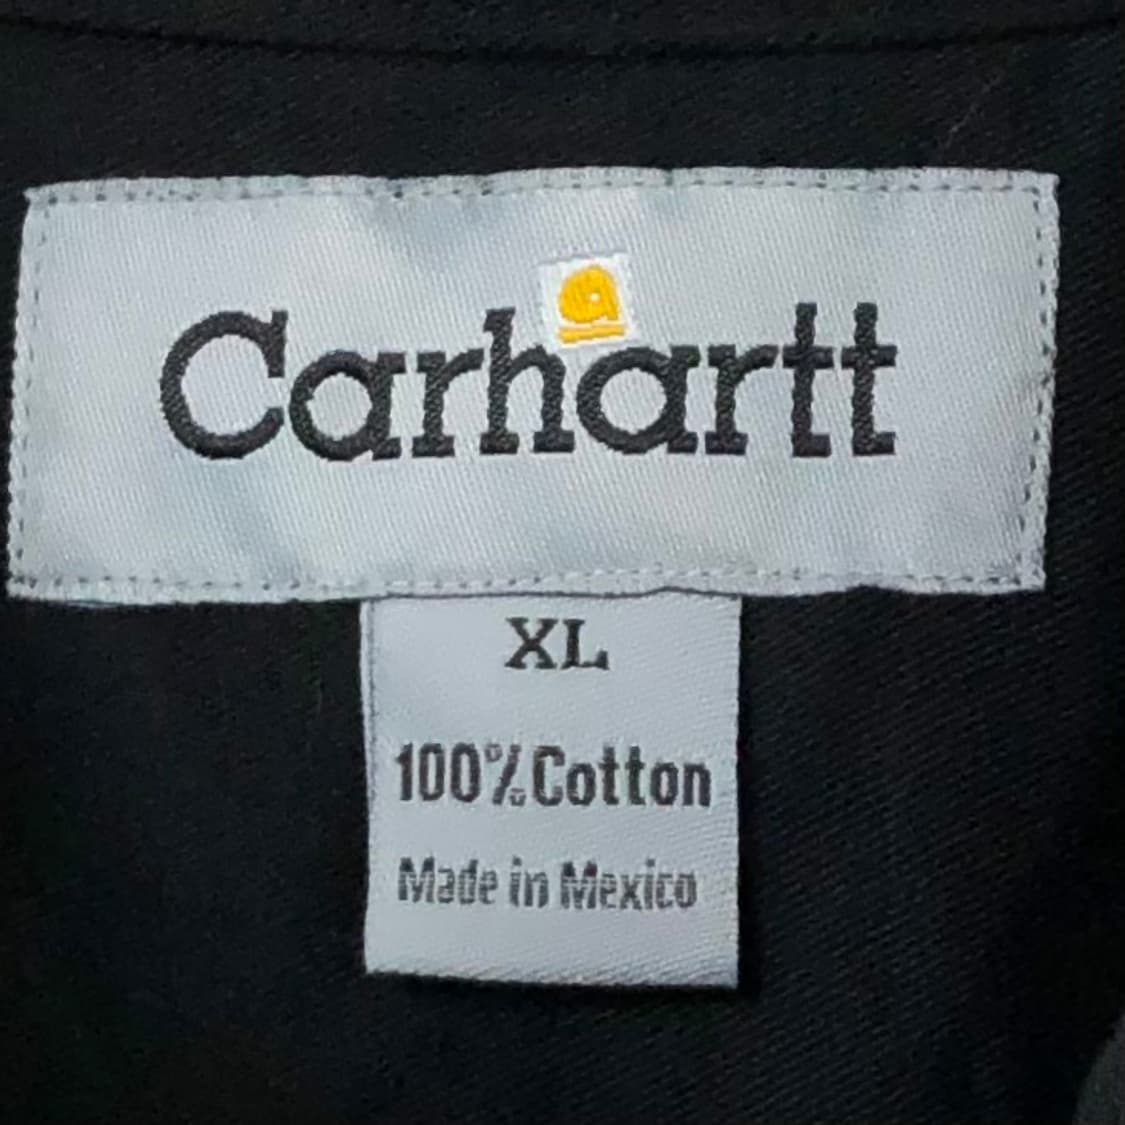 Carhartt
XL
100% Cotton
Made in Mexico